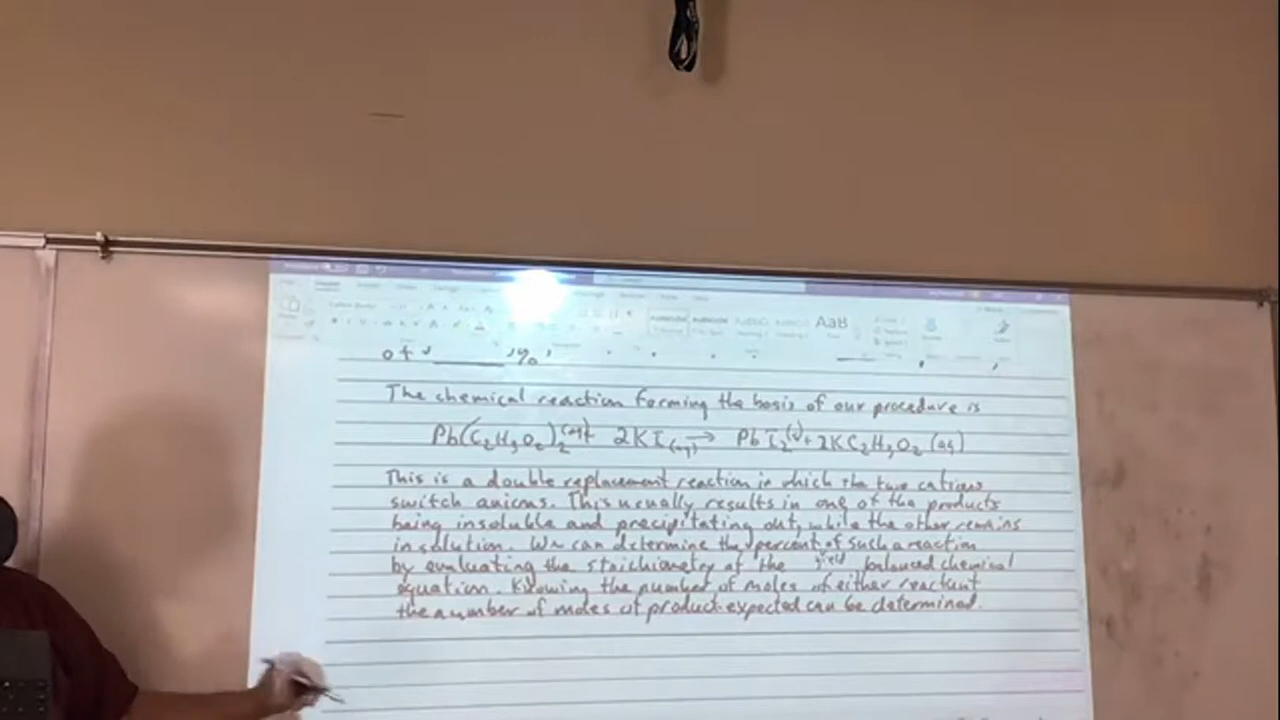 AaB
of %
The chemical reaction forming the basis of our procedure is
Pb(C₂H₃O₂)₂(aq)+ 2KI(aq)→ PbI₂(s)+2KC₂H₃O₂ (aq)
This is a double replacement reaction in which the two cations
switch anions. This usually results in one of the products
being insoluble and precipitating out, while the other remains
in solution. We can determine the percent of such a reaction
by evaluating the stoichiometry of the yield balanced chemical
equation. Knowing the number of moles of either reactant
the number of moles of product expected can be determined.